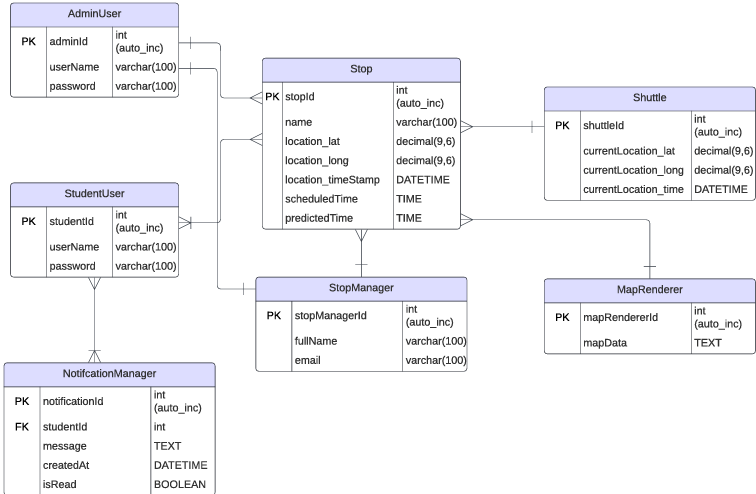 AdminUser
PK adminId int (auto_inc)
userName varchar(100)
password varchar(100)
Stop
PK stopId int (auto_inc)
name varchar(100)
location_lat decimal(9,6)
location_long decimal(9,6)
location_timeStamp DATETIME
scheduledTime TIME
predictedTime TIME
Shuttle
PK shuttleId int (auto_inc)
currentLocation_lat decimal(9,6)
currentLocation_long decimal(9,6)
currentLocation_time DATETIME
StudentUser
PK studentId int (auto_inc)
userName varchar(100)
password varchar(100)
StopManager
PK stopManagerId int (auto_inc)
fullName varchar(100)
email varchar(100)
MapRenderer
PK mapRendererId int (auto_inc)
mapData TEXT
NotifcationManager
PK notificationId int (auto_inc)
FK studentId int
message TEXT
createdAt DATETIME
isRead BOOLEAN